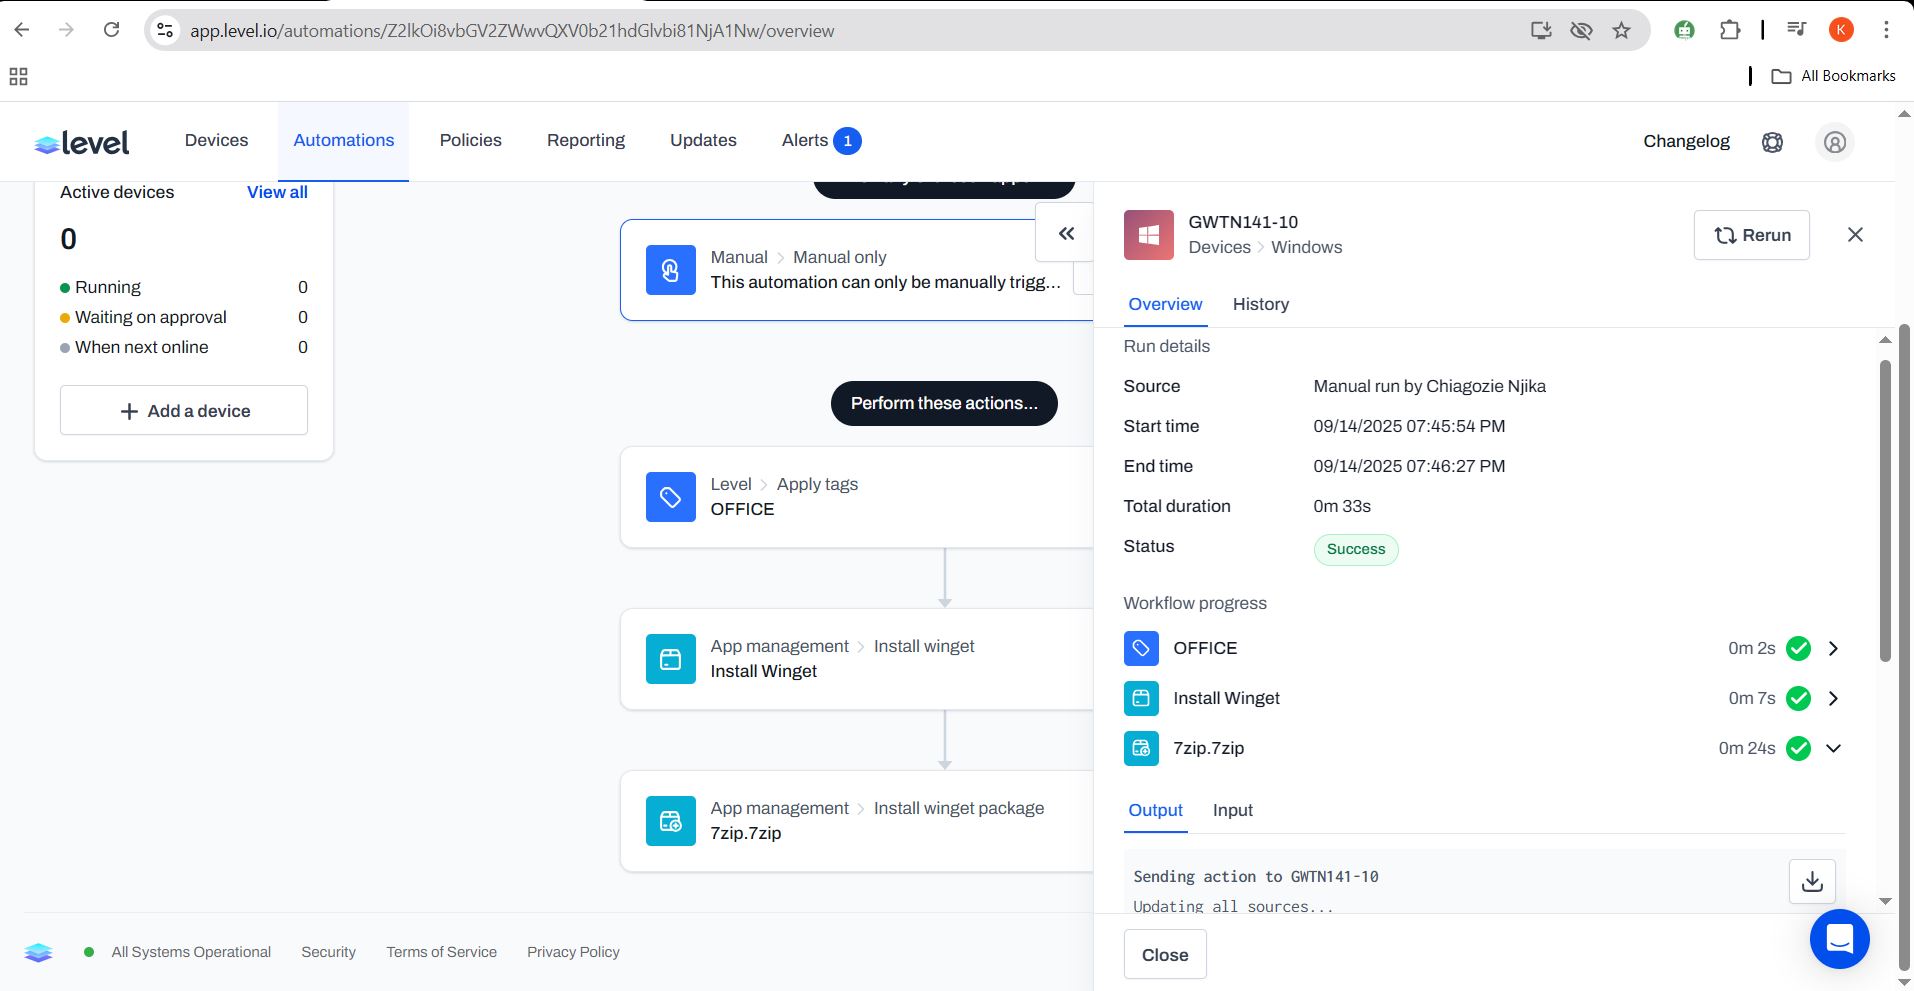 app.level.io/automations/Z2lkOi8vbGV2ZWwvQXV0b21hdGlvbi81NjA1Nw/overview
K
All Bookmarks
level
Devices
Automations
Policies
Reporting
Updates
Alerts 1
Changelog
Active devices View all
0
Running 0
Waiting on approval 0
When next online 0
Add a device
Manual > Manual only
This automation can only be manually trigg...
Perform these actions...
Level > Apply tags
OFFICE
App management > Install winget
Install Winget
App management > Install winget package
7zip.7zip
GWTN141-10
Devices > Windows
Rerun
Overview History
Run details
Source Manual run by Chiagozie Njika
Start time 09/14/2025 07:45:54 PM
End time 09/14/2025 07:46:27 PM
Total duration 0m 33s
Status Success
Workflow progress
OFFICE 0m 2s
Install Winget 0m 7s
7zip.7zip 0m 24s
Output Input
Sending action to GWTN141-10
Updating all sources...
Close
All Systems Operational Security Terms of Service Privacy Policy